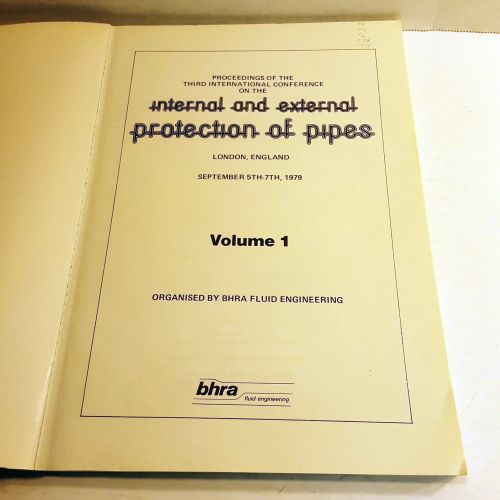 PROCEEDINGS OF THE
THIRD INTERNATIONAL CONFERENCE
ON THE
internal and external
protection of pipes
LONDON, ENGLAND
SEPTEMBER 5TH-7TH, 1979
Volume 1
ORGANISED BY BHRA FLUID ENGINEERING
bhra
fluid engineering